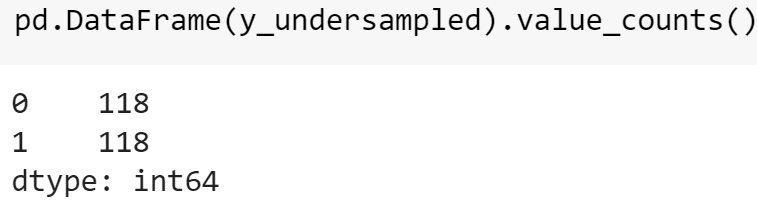 pd.DataFrame(y_undersampled).value_counts()
0    118
1    118
dtype: int64